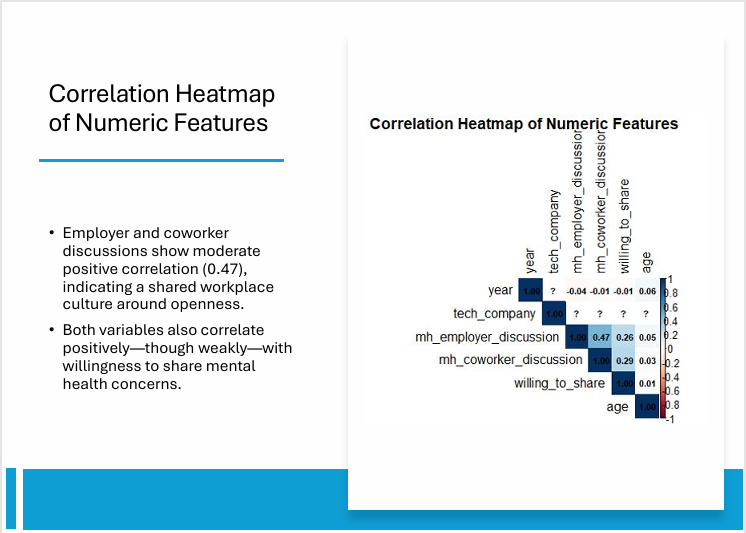 Correlation Heatmap
of Numeric Features
• Employer and coworker
discussions show moderate
positive correlation (0.47),
indicating a shared workplace
culture around openness.
• Both variables also correlate
positively—though weakly—with
willingness to share mental
health concerns.
Correlation Heatmap of Numeric Features
year
tech_company
mh_employer_discussion
mh_coworker_discussion
willing_to_share
age
year 1.00 ? -0.04 -0.01 -0.01 0.06
tech_company 1.00 ? ? ? ?
mh_employer_discussion 1.00 0.47 0.26 0.05
mh_coworker_discussion 1.00 0.29 0.03
willing_to_share 1.00 0.01
age 1.00
1
0.8
0.6
0.4
0.2
0
-0.2
-0.4
-0.6
-0.8
-1